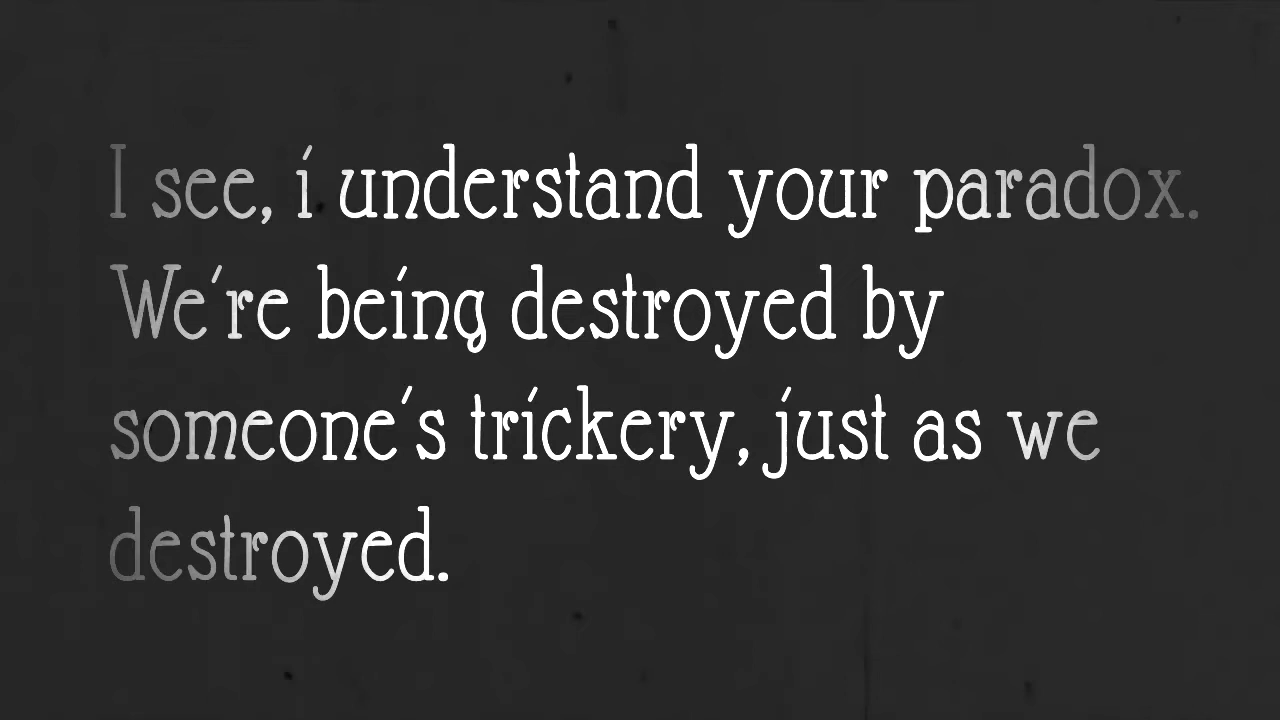 I see, i understand your paradox.
We're being destroyed by
someone's trickery, just as we
destroyed.